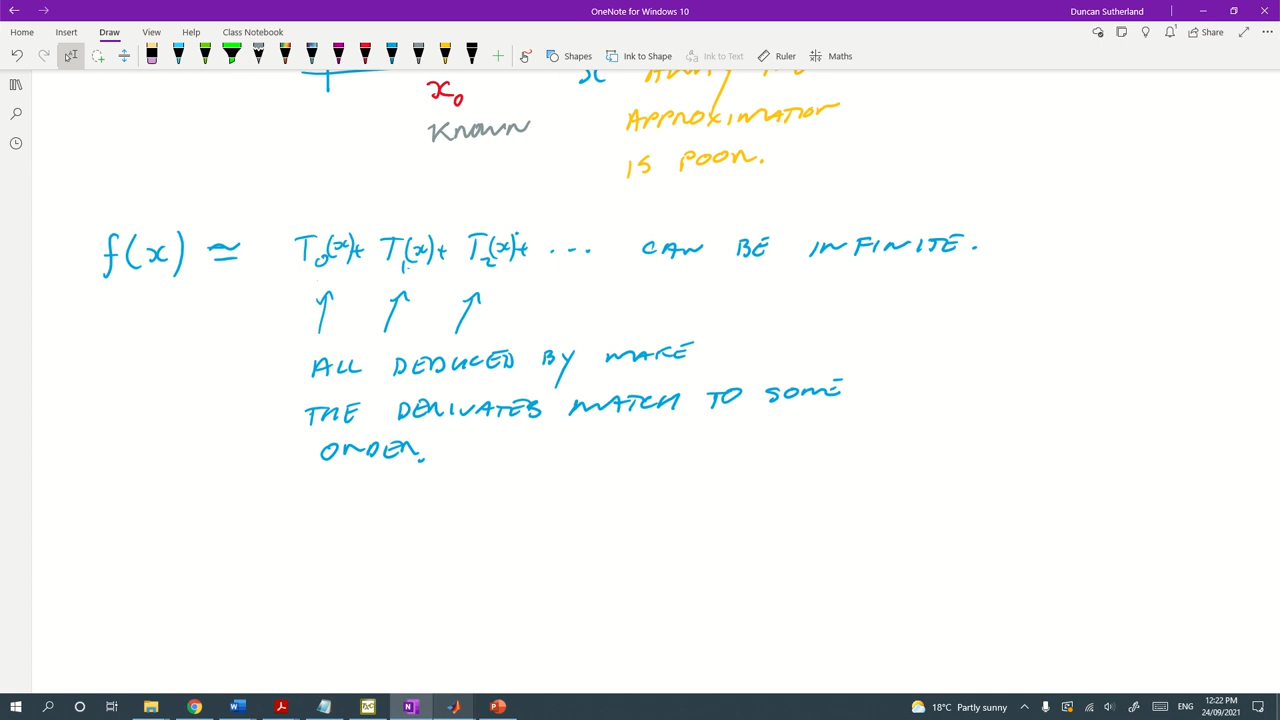 OneNote for Windows 10
Duncan Sutherland
Home Insert Draw View Help Class Notebook
Share
Shapes Ink to Shape Ink to Text Ruler Maths
x₀
Known
x
APPROXIMATION
IS POOR.
f(x) ≃ T₀(x)+ T₁(x)+ T₂(x)+ ... CAN BE INFINITE.
↑ ↑ ↑
ALL DEDUCED BY MAKE
THE DERIVATES MATCH TO SOME
ORDER.
18°C Partly sunny
ENG
12:22 PM
24/09/2021